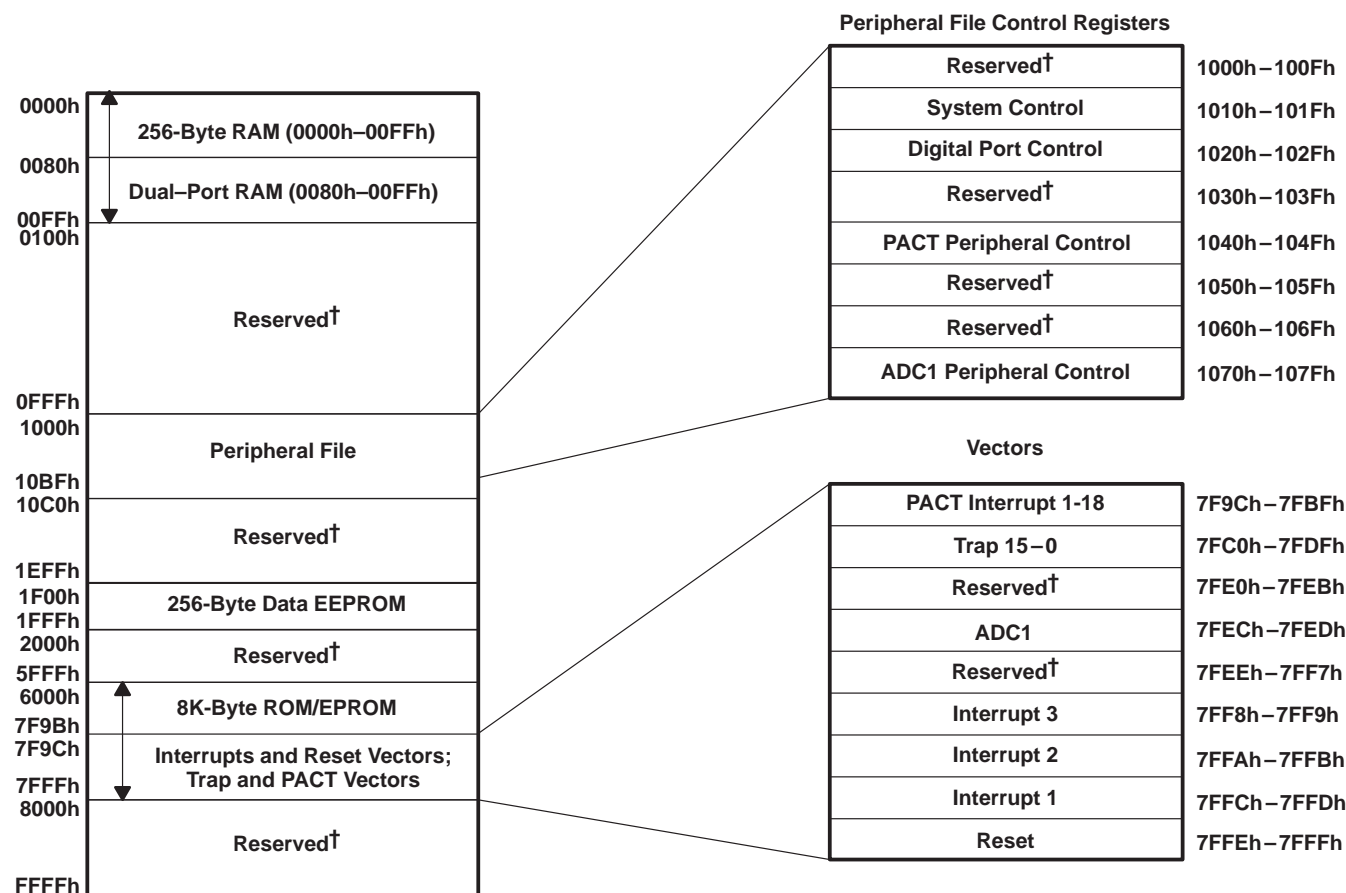 0000h
256-Byte RAM (0000h–00FFh)
0080h
Dual–Port RAM (0080h–00FFh)
00FFh
0100h
Reserved†
0FFFh
1000h
Peripheral File
10BFh
10C0h
Reserved†
1EFFh
1F00h
256-Byte Data EEPROM
1FFFh
2000h
Reserved†
5FFFh
6000h
8K-Byte ROM/EPROM
7F9Bh
7F9Ch
Interrupts and Reset Vectors;
Trap and PACT Vectors
7FFFh
8000h
Reserved†
FFFFh
Peripheral File Control Registers
Reserved† 1000h–100Fh
System Control 1010h–101Fh
Digital Port Control 1020h–102Fh
Reserved† 1030h–103Fh
PACT Peripheral Control 1040h–104Fh
Reserved† 1050h–105Fh
Reserved† 1060h–106Fh
ADC1 Peripheral Control 1070h–107Fh
Vectors
PACT Interrupt 1-18 7F9Ch–7FBFh
Trap 15–0 7FC0h–7FDFh
Reserved† 7FE0h–7FEBh
ADC1 7FECh–7FEDh
Reserved† 7FEEh–7FF7h
Interrupt 3 7FF8h–7FF9h
Interrupt 2 7FFAh–7FFBh
Interrupt 1 7FFCh–7FFDh
Reset 7FFEh–7FFFh